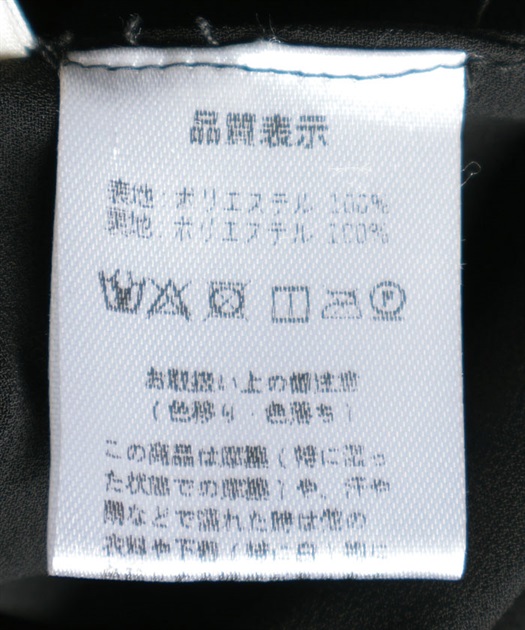 品質表示
表地:ポリエステル 100%
裏地:ポリエステル 100%
お取扱い上の御注意
(色移り・色落ち)
この商品は摩擦(特に湿っ
た状態での摩擦)や、汗や
雨などで濡れた時は他の
衣料や下着(特に白)等に